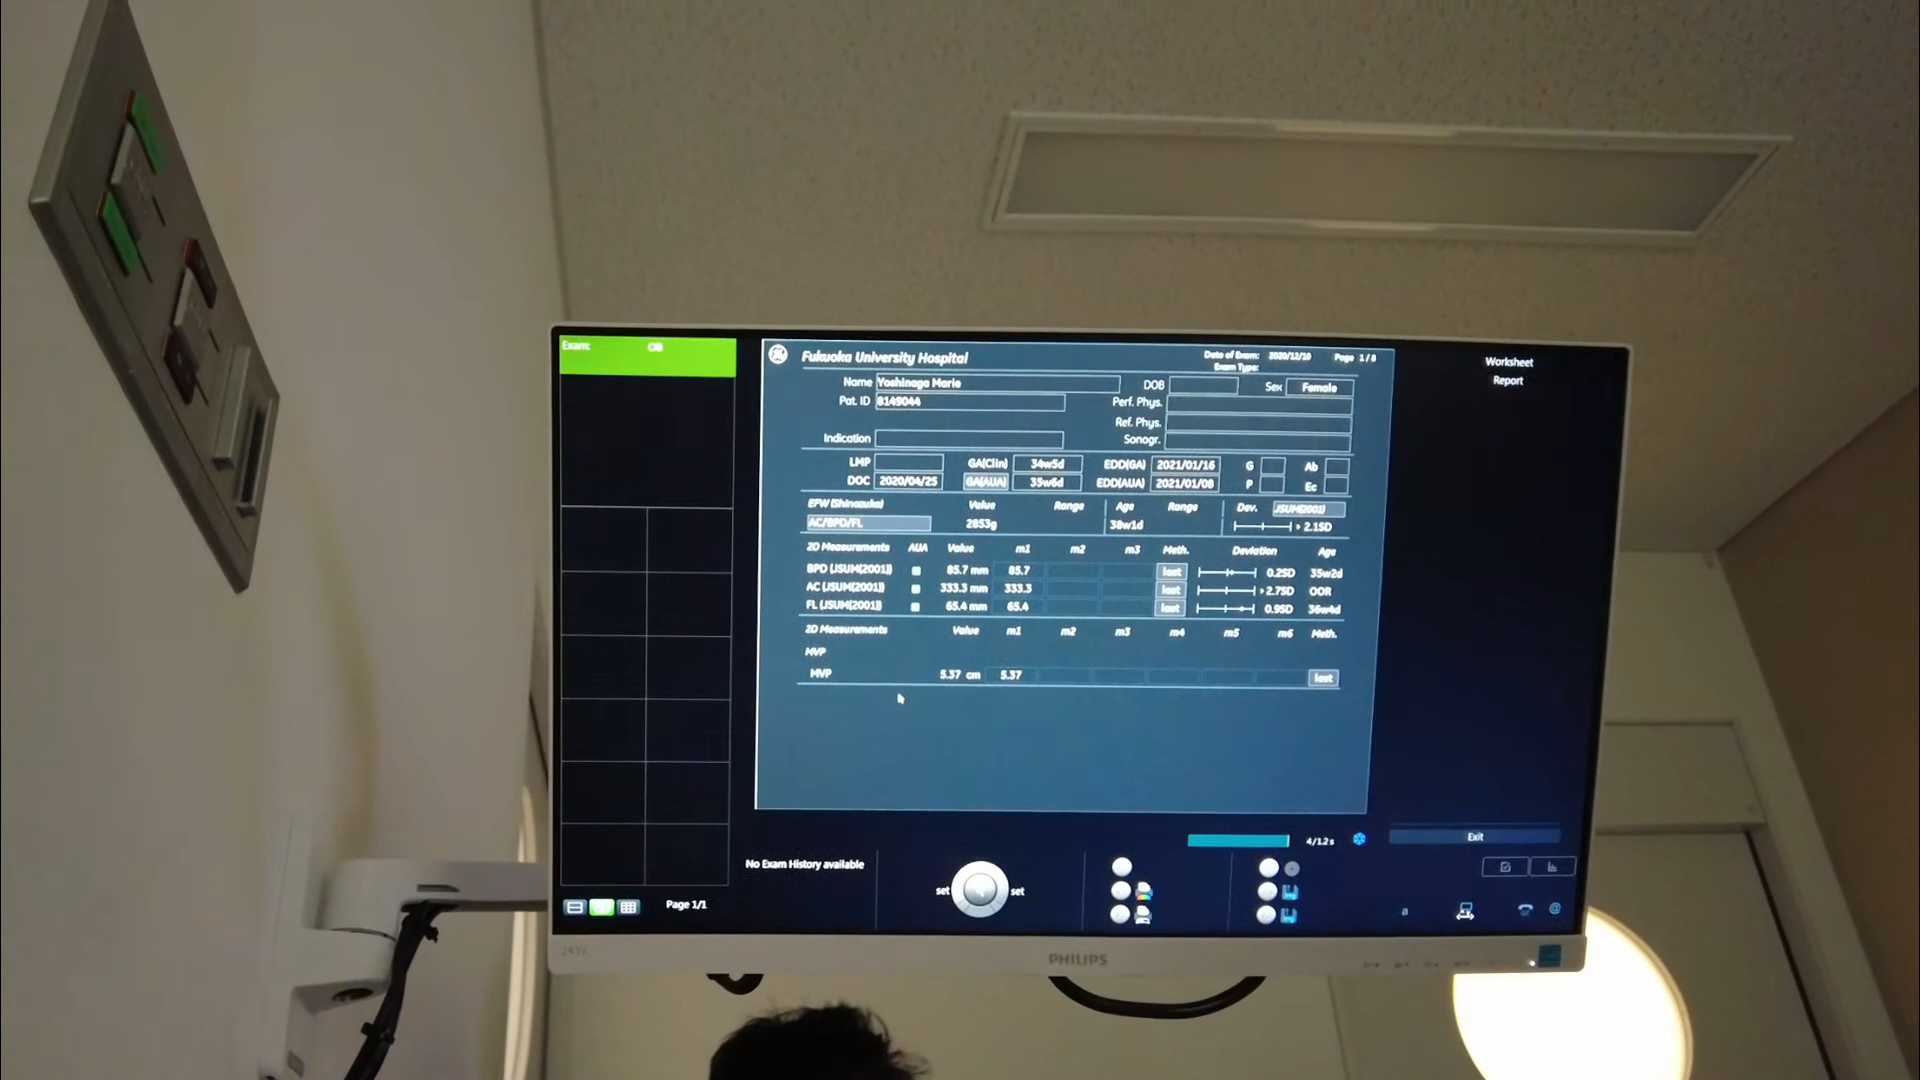 Exam: OB
Fukuoka University Hospital
Date of Exam: 2020/12/10 Page 1 / 8
Exam Type:
Name Yoshinaga Marie DOB Sex Female
Pat. ID 8149044 Perf. Phys.
Ref. Phys.
Indication Sonogr.
LMP GA(Clin) 34w5d EDD(GA) 2021/01/16 G Ab
DOC 2020/04/25 GA(AUA) 35w6d EDD(AUA) 2021/01/08 P Ec
EFW (Shinozuka) Value Range Age Range Dev. JSUM(2001)
AC/BPD/FL 2853g 38w1d 2.1SD
2D Measurements AUA Value m1 m2 m3 Meth. Deviation Age
BPD (JSUM(2001)) 85.7 mm 85.7 last 0.2SD 35w2d
AC (JSUM(2001)) 333.3 mm 333.3 last 2.7SD OOR
FL (JSUM(2001)) 65.4 mm 65.4 last 0.9SD 36w4d
2D Measurements Value m1 m2 m3 m4 m5 m6 Meth.
MVP
MVP 5.37 cm 5.37 last
Worksheet
Report
4/12s
Exit
No Exam History available
set set
Page 1/1
a @
PHILIPS